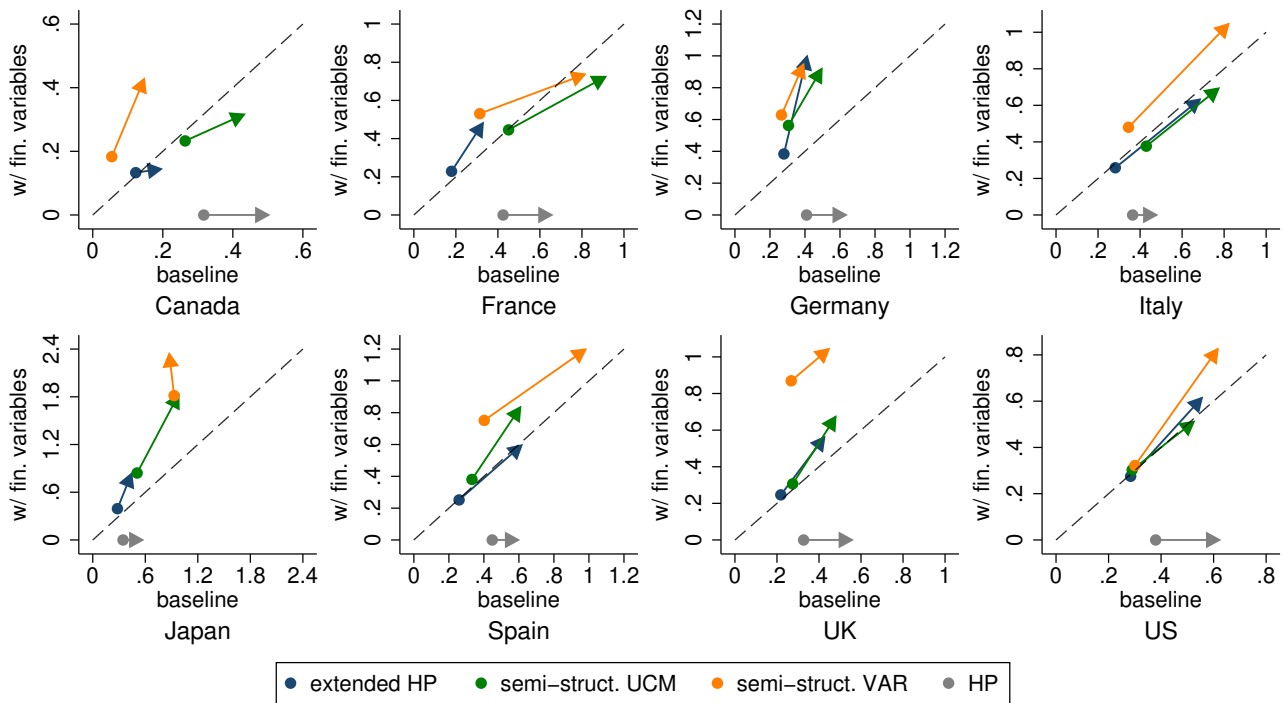 w/ fin. variables
0 .2 .4 .6
0 .2 .4 .6
baseline
Canada
w/ fin. variables
0 .2 .4 .6 .8 1
0 .2 .4 .6 .8 1
baseline
France
w/ fin. variables
0 .2 .4 .6 .8 1 1.2
0 .2 .4 .6 .8 1 1.2
baseline
Germany
w/ fin. variables
0 .2 .4 .6 .8 1
0 .2 .4 .6 .8 1
baseline
Italy
w/ fin. variables
0 .6 1.2 1.8 2.4
0 .6 1.2 1.8 2.4
baseline
Japan
w/ fin. variables
0 .2 .4 .6 .8 1 1.2
0 .2 .4 .6 .8 1 1.2
baseline
Spain
w/ fin. variables
0 .2 .4 .6 .8 1
0 .2 .4 .6 .8 1
baseline
UK
w/ fin. variables
0 .2 .4 .6 .8
0 .2 .4 .6 .8
baseline
US
extended HP semi-struct. UCM semi-struct. VAR HP